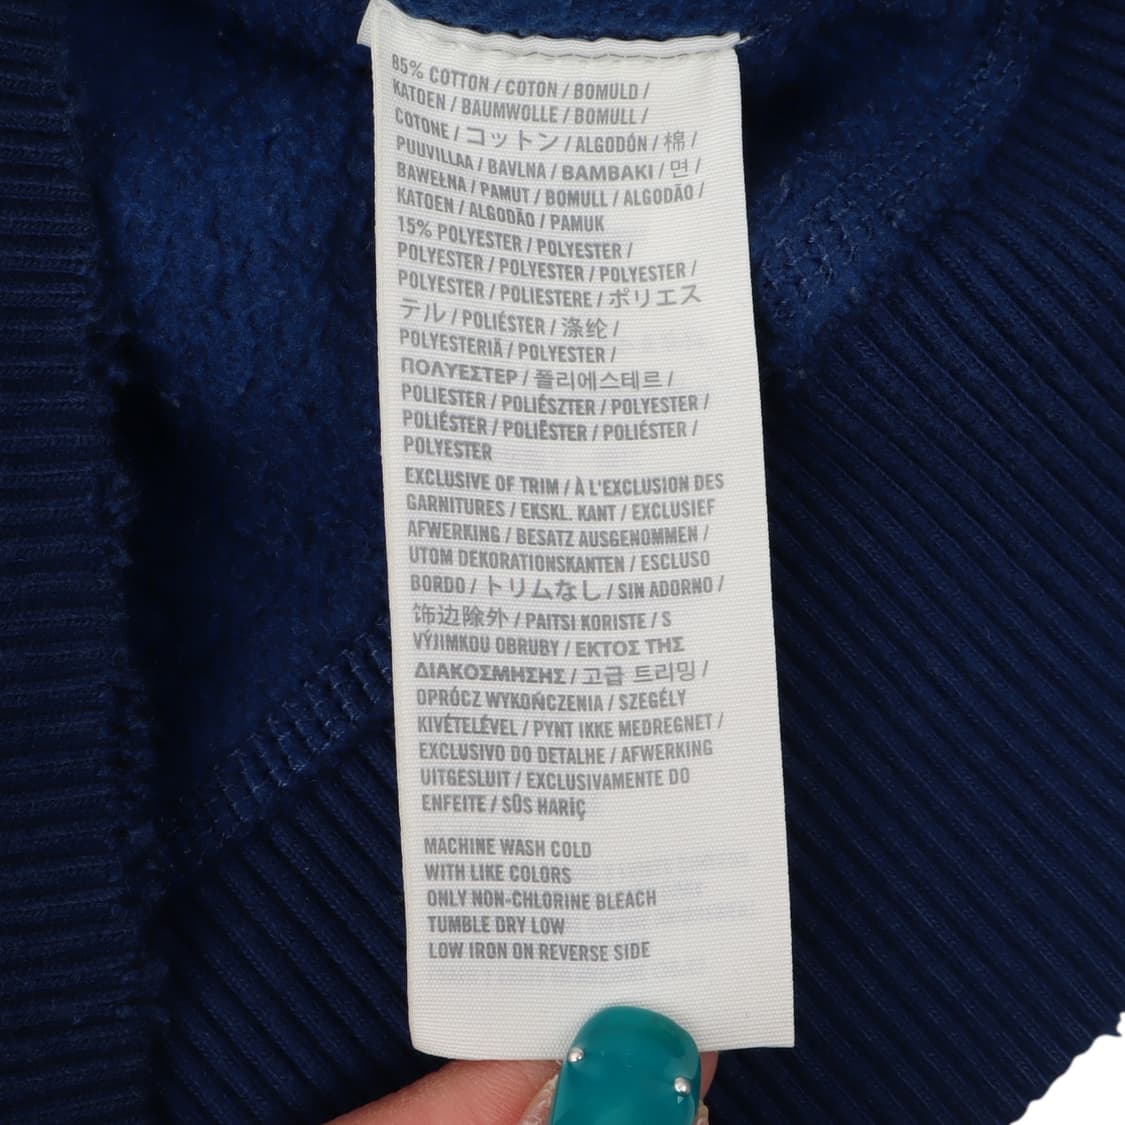 85% COTTON / COTON / BOMULD /
KATOEN / BAUMWOLLE / BOMULL /
COTONE / コットン / ALGODÓN / 棉 /
PUUVILLAA / BAVLNA / BAMBAKI / 면 /
BAWEŁNA / PAMUT / BOMULL / ALGODÃO /
KATOEN / ALGODÃO / PAMUK
15% POLYESTER / POLYESTER /
POLYESTER / POLYESTER / POLYESTER /
POLYESTER / POLIESTERE / ポリエス
テル / POLIÉSTER / 涤纶 /
POLYESTERIÄ / POLYESTER /
ΠΟΛΥΕΣΤΕΡ / 폴리에스테르 /
POLIESTER / POLIÉSZTER / POLYESTER /
POLIÉSTER / POLIĒSTER / POLIÉSTER /
POLYESTER
EXCLUSIVE OF TRIM / À L'EXCLUSION DES
GARNITURES / EKSKL. KANT / EXCLUSIEF
AFWERKING / BESATZ AUSGENOMMEN /
UTOM DEKORATIONSKANTEN / ESCLUSO
BORDO / トリムなし / SIN ADORNO /
饰边除外 / PAITSI KORISTE / S
VÝJIMKOU OBRUBY / ΕΚΤΟΣ ΤΗΣ
ΔΙΑΚΟΣΜΗΣΗΣ / 고급 트리밍 /
OPRÓCZ WYKOŃCZENIA / SZEGÉLY
KIVÉTELÉVEL / PYNT IKKE MEDREGNET /
EXCLUSIVO DO DETALHE / AFWERKING
UITGESLUIT / EXCLUSIVAMENTE DO
ENFEITE / SÜS HARİÇ
MACHINE WASH COLD
WITH LIKE COLORS
ONLY NON-CHLORINE BLEACH
TUMBLE DRY LOW
LOW IRON ON REVERSE SIDE